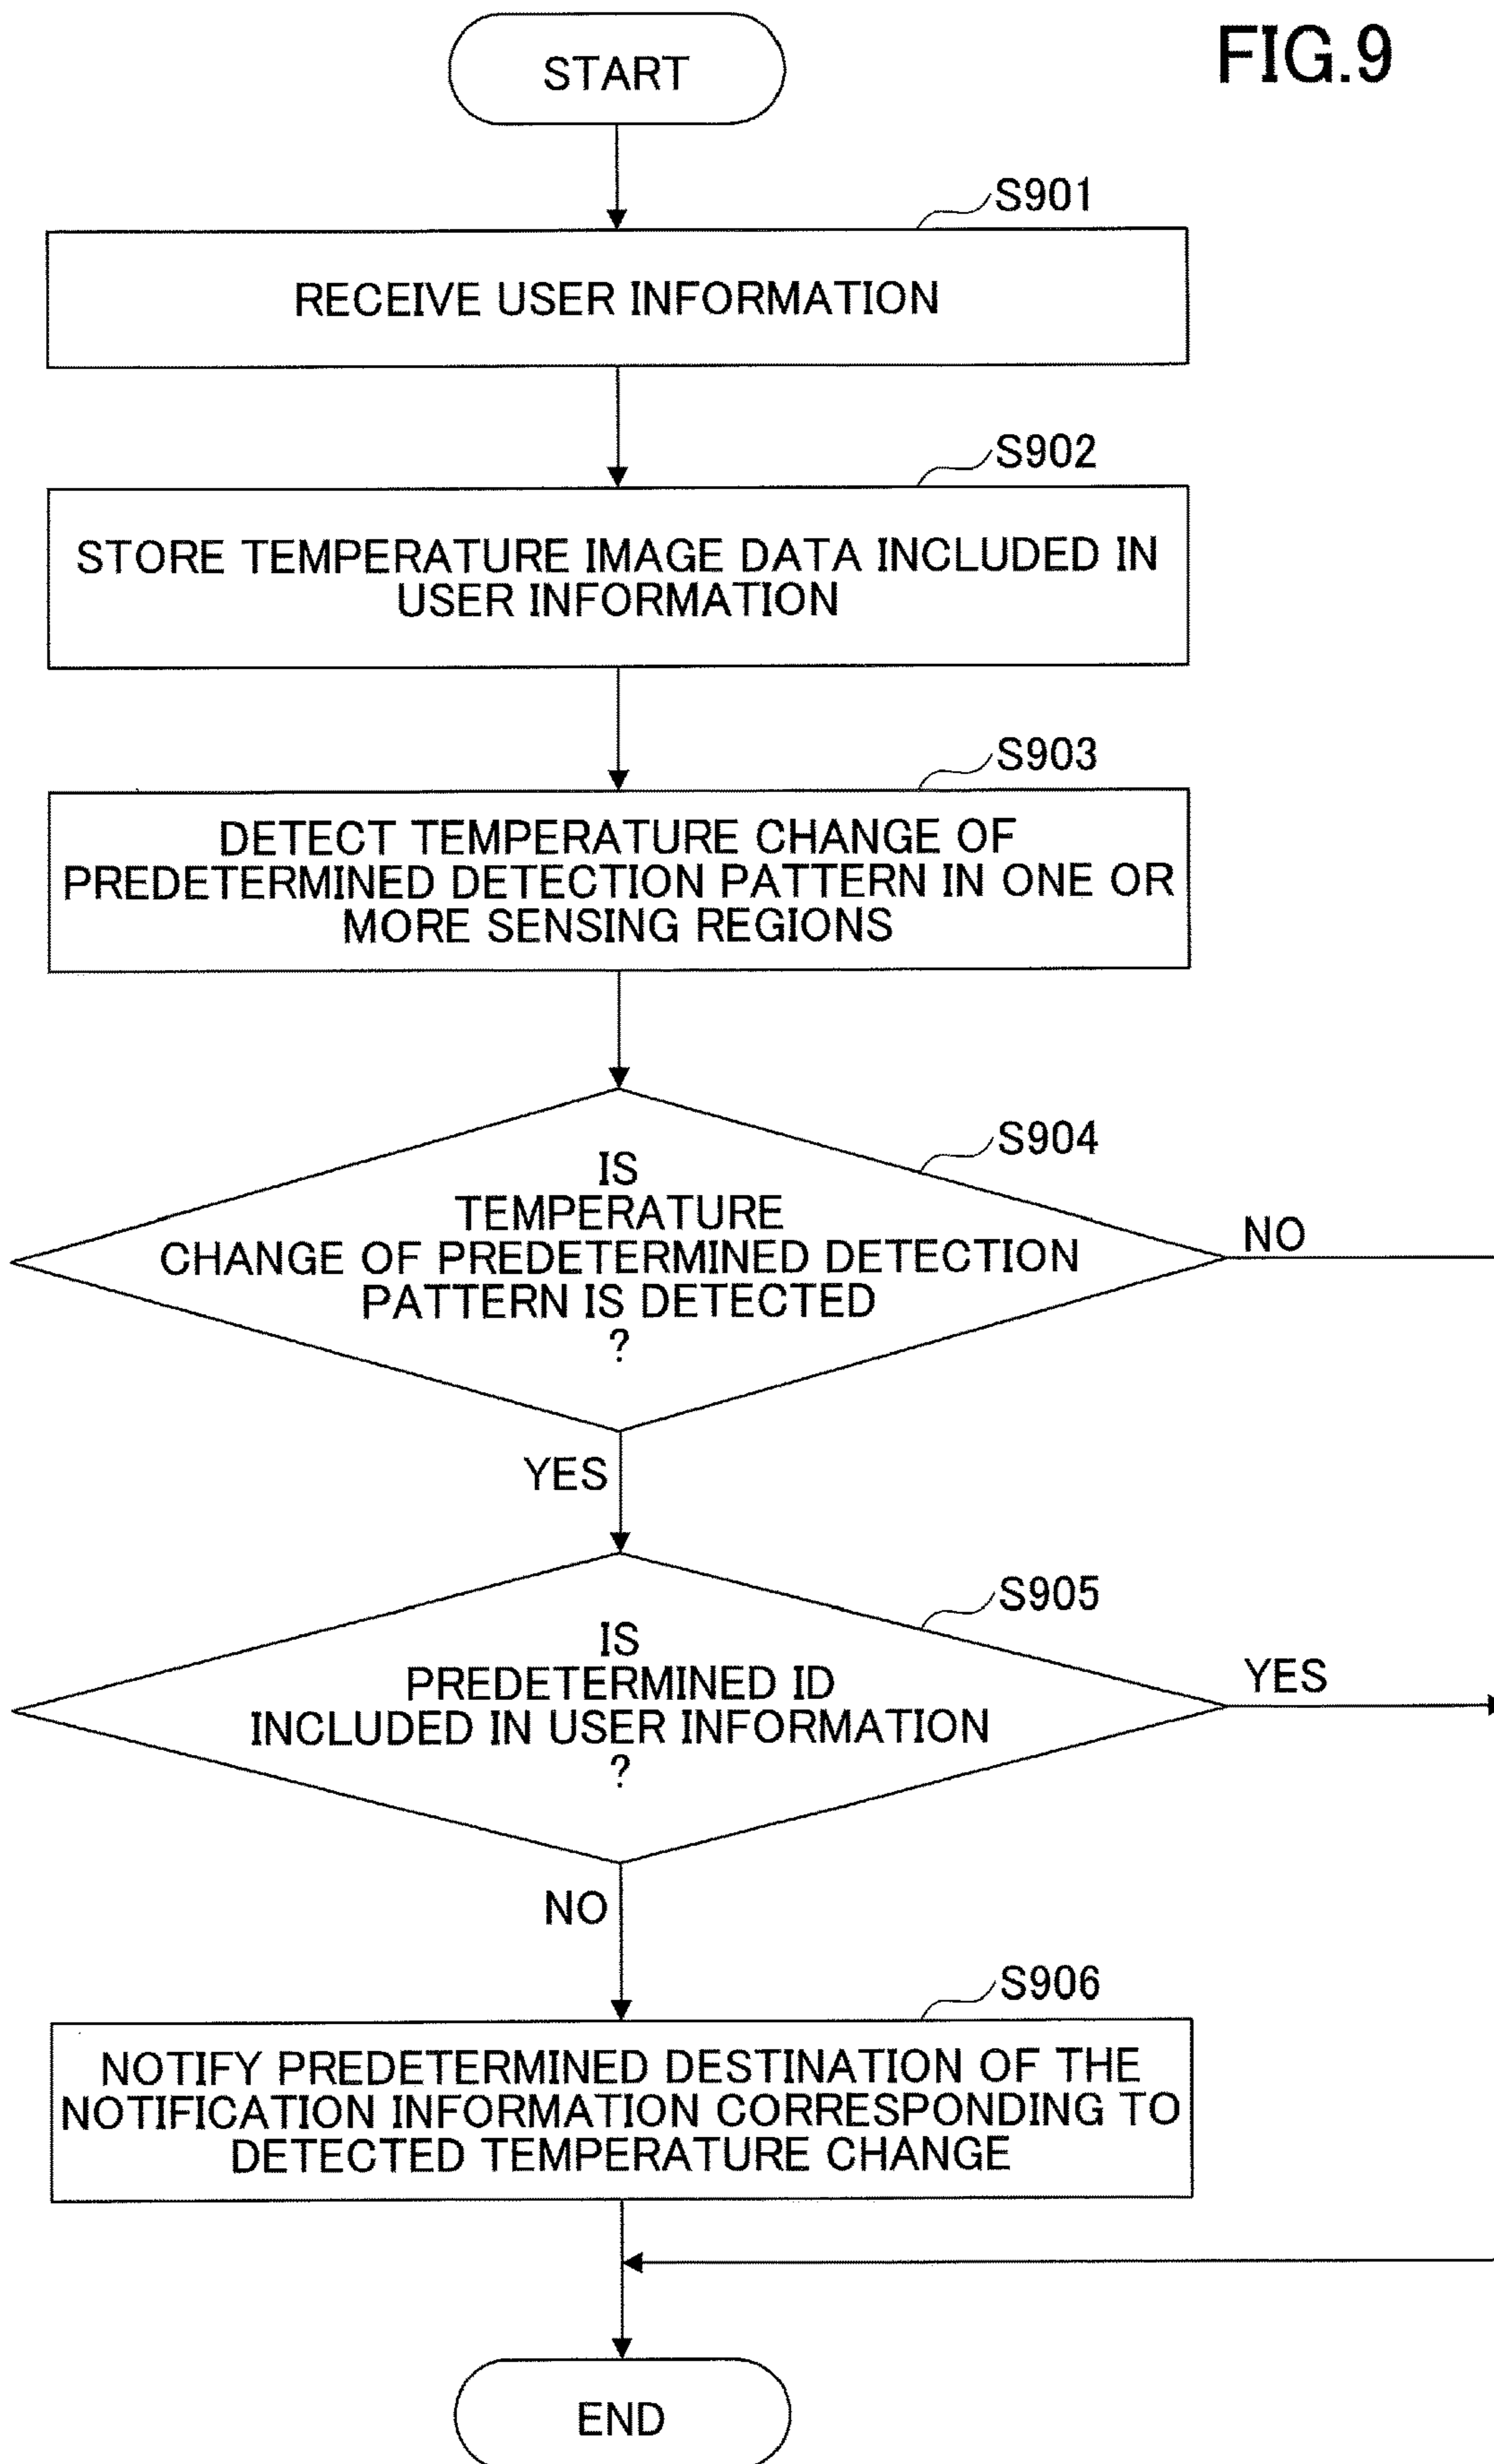 FIG.9
START
S901
RECEIVE USER INFORMATION
S902
STORE TEMPERATURE IMAGE DATA INCLUDED IN
USER INFORMATION
S903
DETECT TEMPERATURE CHANGE OF
PREDETERMINED DETECTION PATTERN IN ONE OR
MORE SENSING REGIONS
S904
IS
TEMPERATURE
CHANGE OF PREDETERMINED DETECTION
PATTERN IS DETECTED
?
NO
YES
S905
IS
PREDETERMINED ID
INCLUDED IN USER INFORMATION
?
YES
NO
S906
NOTIFY PREDETERMINED DESTINATION OF THE
NOTIFICATION INFORMATION CORRESPONDING TO
DETECTED TEMPERATURE CHANGE
END